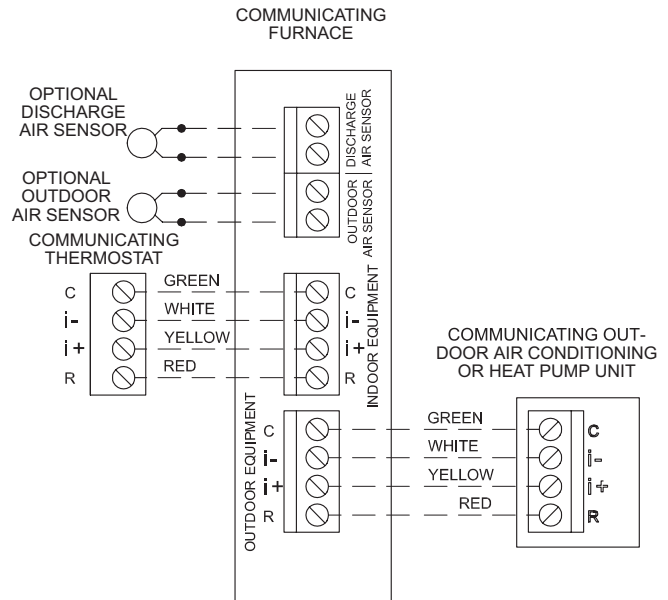 COMMUNICATING
FURNACE
OPTIONAL
DISCHARGE
AIR SENSOR
DISCHARGE
AIR SENSOR
OPTIONAL
OUTDOOR
AIR SENSOR
OUTDOOR
AIR SENSOR
COMMUNICATING
THERMOSTAT
C GREEN C
i- WHITE i-
i+ YELLOW i+
R RED R
INDOOR EQUIPMENT
COMMUNICATING OUT-
DOOR AIR CONDITIONING
OR HEAT PUMP UNIT
OUTDOOR EQUIPMENT
C GREEN C
i- WHITE i-
i+ YELLOW i+
R RED R